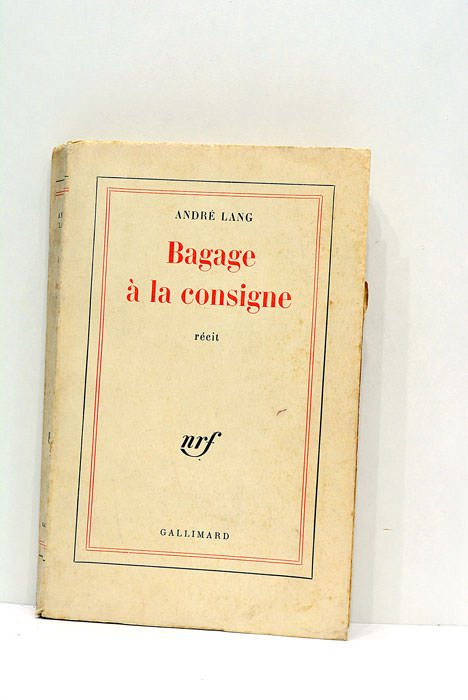 ANDRÉ LANG
Bagage
à la consigne
récit
nrf
GALLIMARD